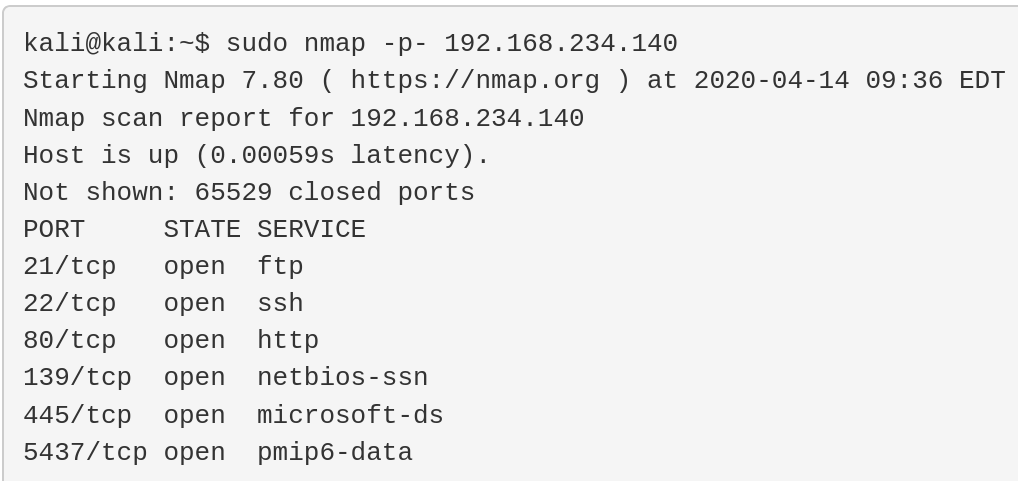 kali@kali:~$ sudo nmap -p- 192.168.234.140
Starting Nmap 7.80 ( https://nmap.org ) at 2020-04-14 09:36 EDT
Nmap scan report for 192.168.234.140
Host is up (0.00059s latency).
Not shown: 65529 closed ports
PORT     STATE SERVICE
21/tcp   open  ftp
22/tcp   open  ssh
80/tcp   open  http
139/tcp  open  netbios-ssn
445/tcp  open  microsoft-ds
5437/tcp open  pmip6-data